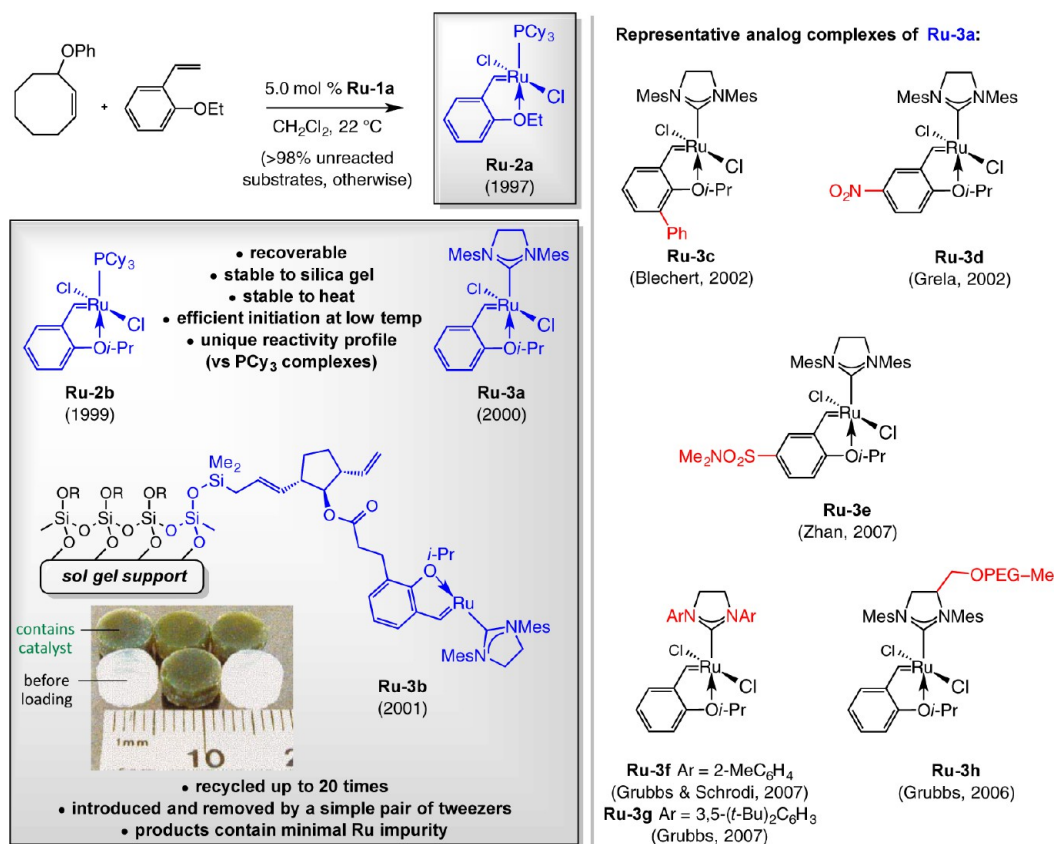 OPh
+
OEt
5.0 mol % Ru-1a
CH2Cl2, 22 °C
(>98% unreacted
substrates, otherwise)
PCy3
Cl
Ru
Cl
OEt
Ru-2a
(1997)
PCy3
Cl
Ru
Cl
Oi-Pr
Ru-2b
(1999)
• recoverable
• stable to silica gel
• stable to heat
• efficient initiation at low temp
• unique reactivity profile
(vs PCy3 complexes)
MesN NMes
Cl
Ru
Cl
Oi-Pr
Ru-3a
(2000)
Me2
Si
O
OR OR OR
Si Si Si Si
O O O
O O O O
sol gel support
O
O
i-Pr
O
Ru
NMes
MesN
Ru-3b
(2001)
contains
catalyst
before
loading
1mm
10
2
• recycled up to 20 times
• introduced and removed by a simple pair of tweezers
• products contain minimal Ru impurity
Representative analog complexes of Ru-3a:
MesN NMes
Cl
Ru
Cl
Oi-Pr
Ph
Ru-3c
(Blechert, 2002)
MesN NMes
Cl
Ru
Cl
O2N
Oi-Pr
Ru-3d
(Grela, 2002)
MesN NMes
Cl
Ru
Cl
Me2NO2S
Oi-Pr
Ru-3e
(Zhan, 2007)
ArN NAr
Cl
Ru
Cl
Oi-Pr
Ru-3f Ar = 2-MeC6H4
(Grubbs & Schrodi, 2007)
Ru-3g Ar = 3,5-(t-Bu)2C6H3
(Grubbs, 2007)
OPEG–Me
MesN NMes
Cl
Ru
Cl
Oi-Pr
Ru-3h
(Grubbs, 2006)